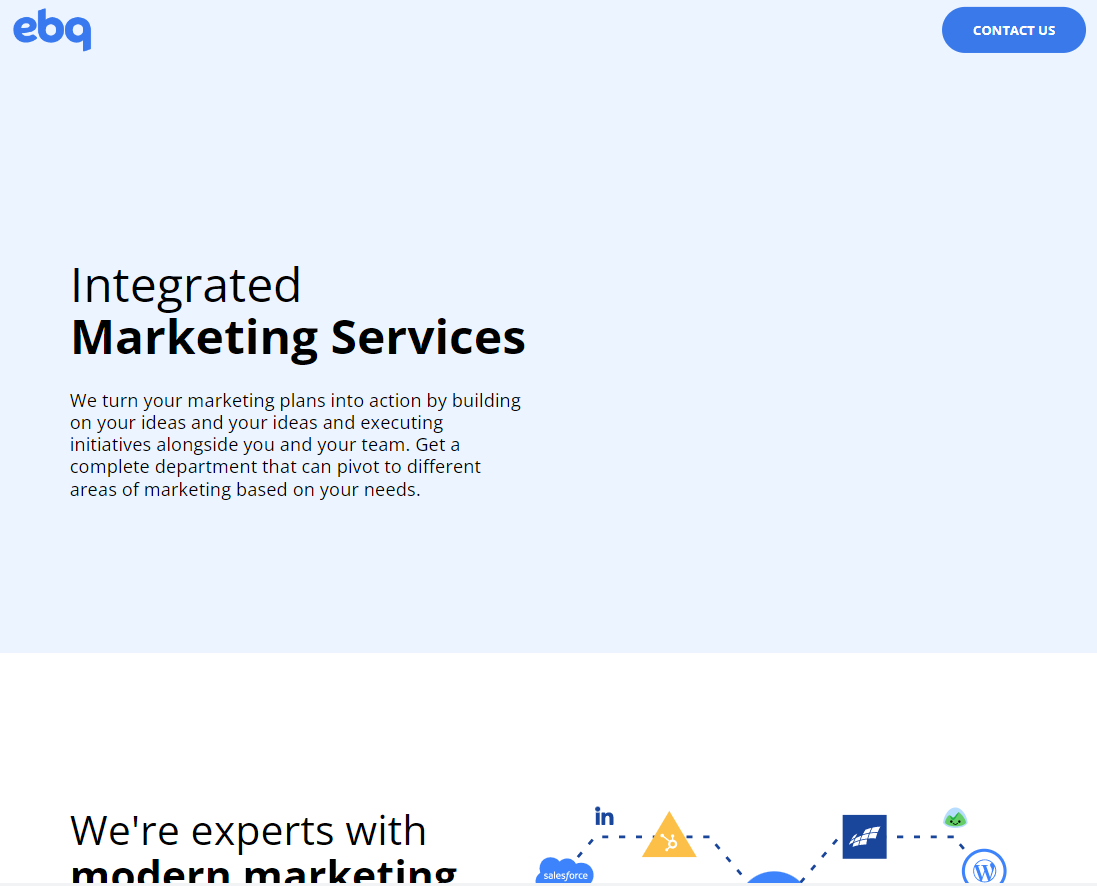 ebq
CONTACT US
Integrated
Marketing Services
We turn your marketing plans into action by building
on your ideas and your ideas and executing
initiatives alongside you and your team. Get a
complete department that can pivot to different
areas of marketing based on your needs.
We're experts with
modern marketing
in
salesforce
W